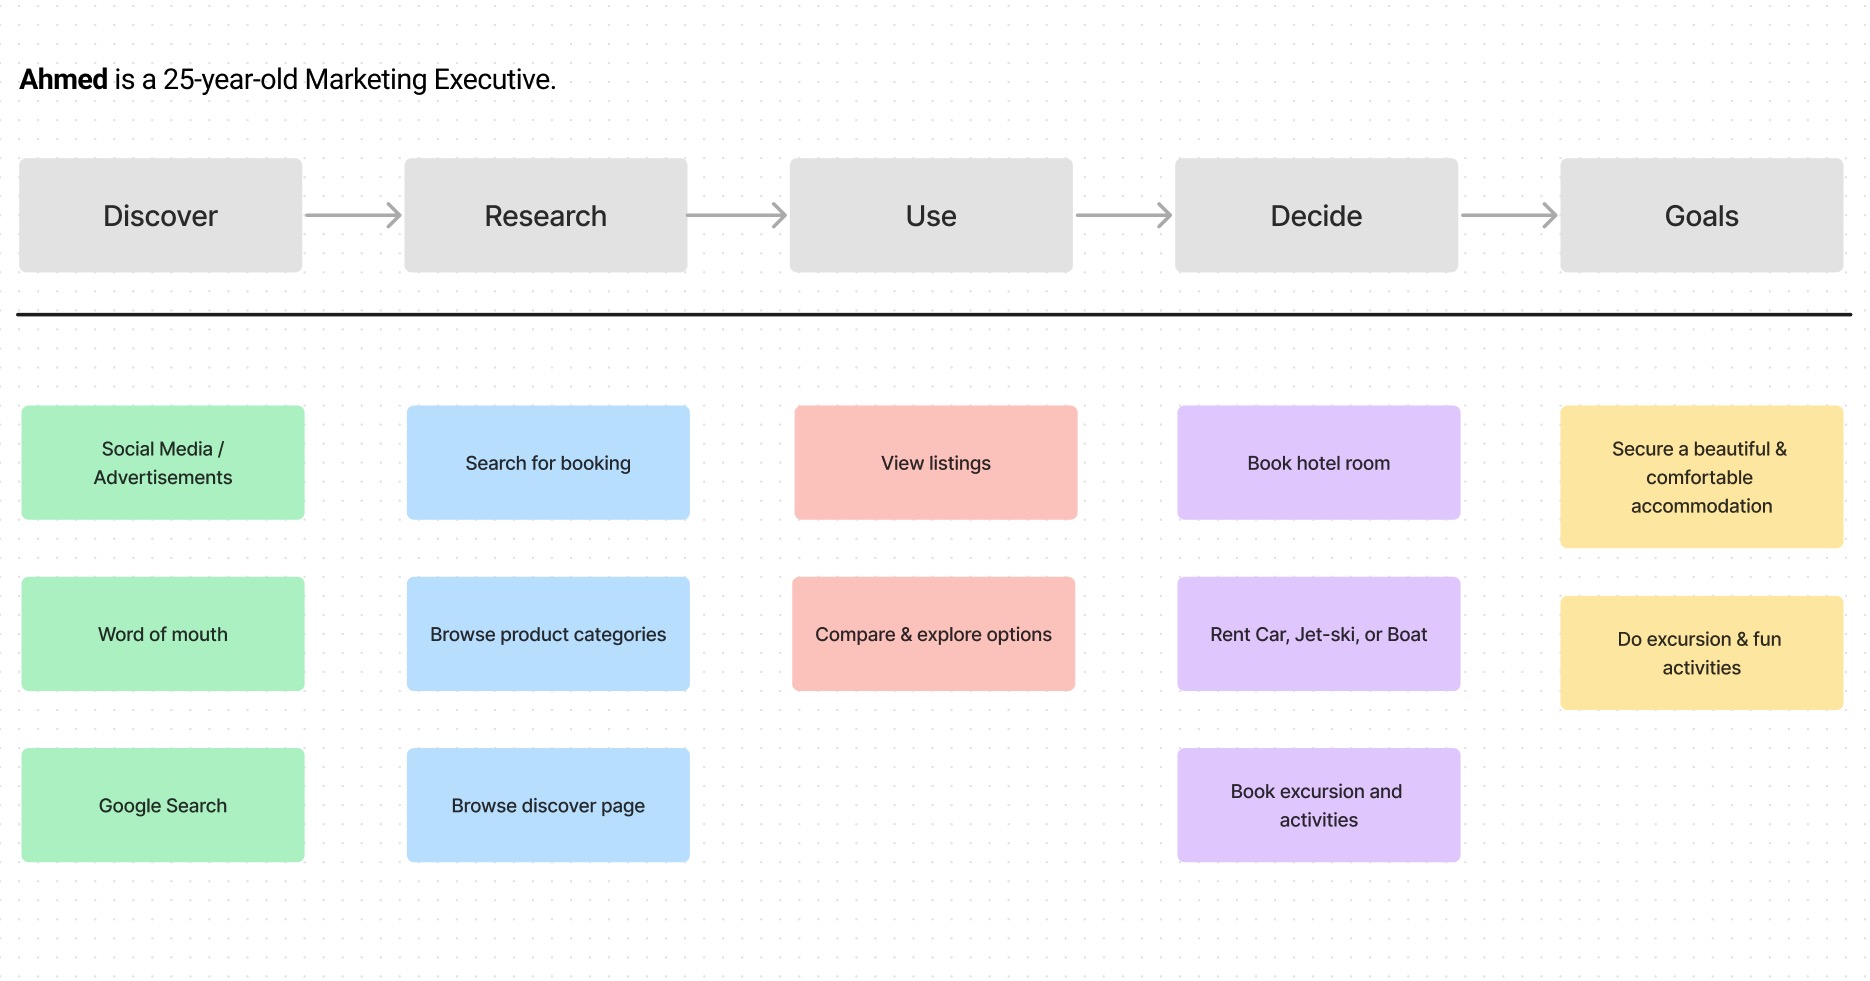 Ahmed is a 25-year-old Marketing Executive.
Discover
Research
Use
Decide
Goals
Social Media /
Advertisements
Search for booking
View listings
Book hotel room
Secure a beautiful &
comfortable
accommodation
Word of mouth
Browse product categories
Compare & explore options
Rent Car, Jet-ski, or Boat
Do excursion & fun
activities
Google Search
Browse discover page
Book excursion and
activities